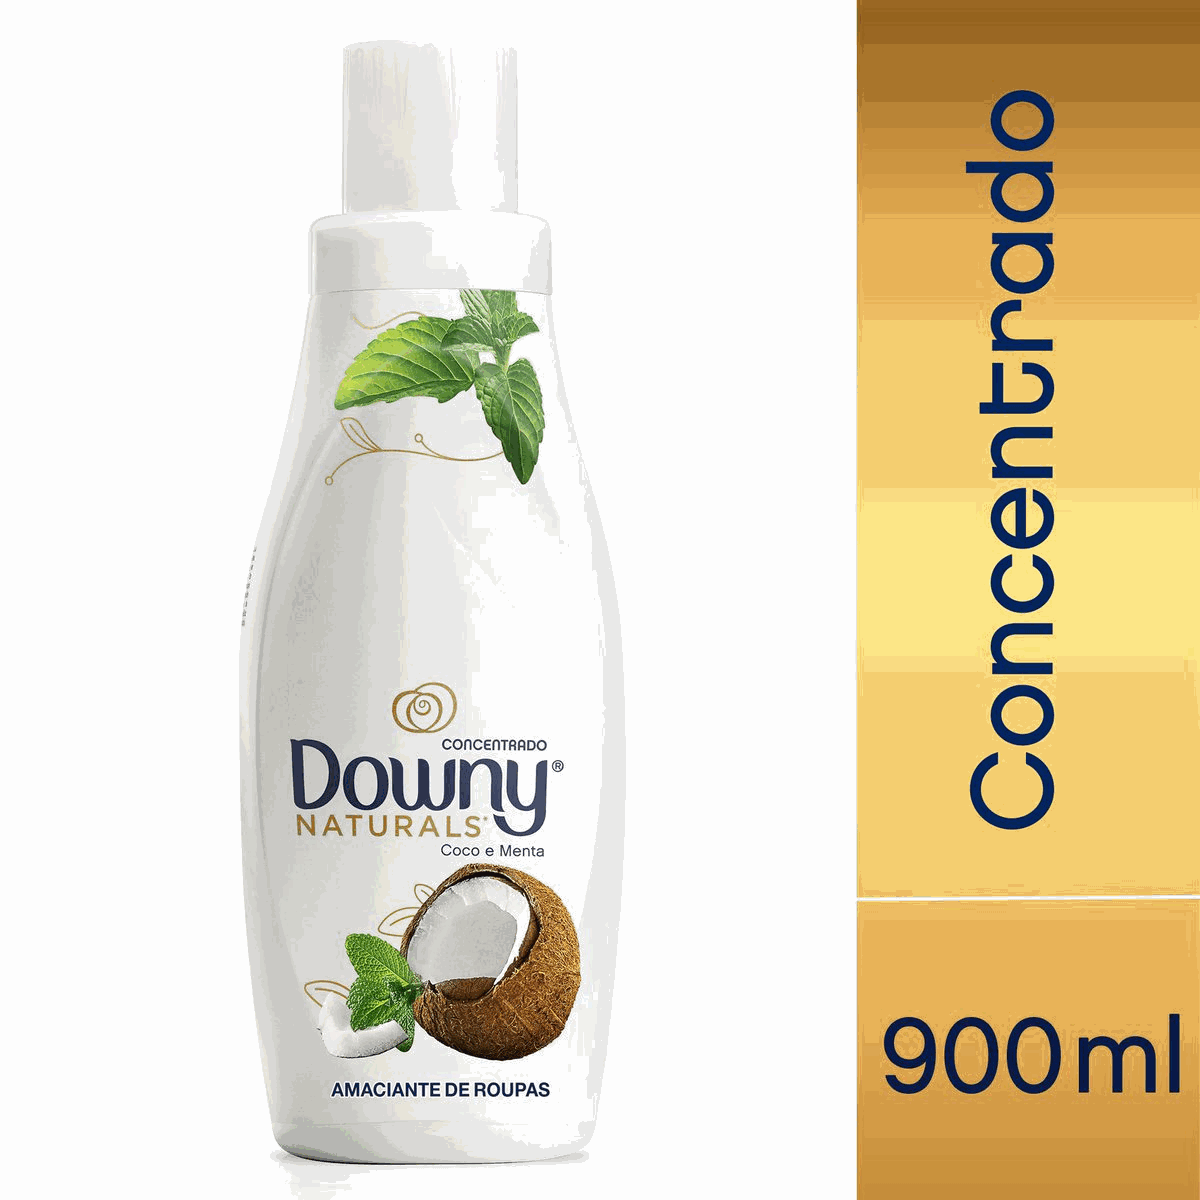 CONCENTRADO
Downy®
NATURALS*
Coco e Menta
AMACIANTE DE ROUPAS
Concentrado
900ml